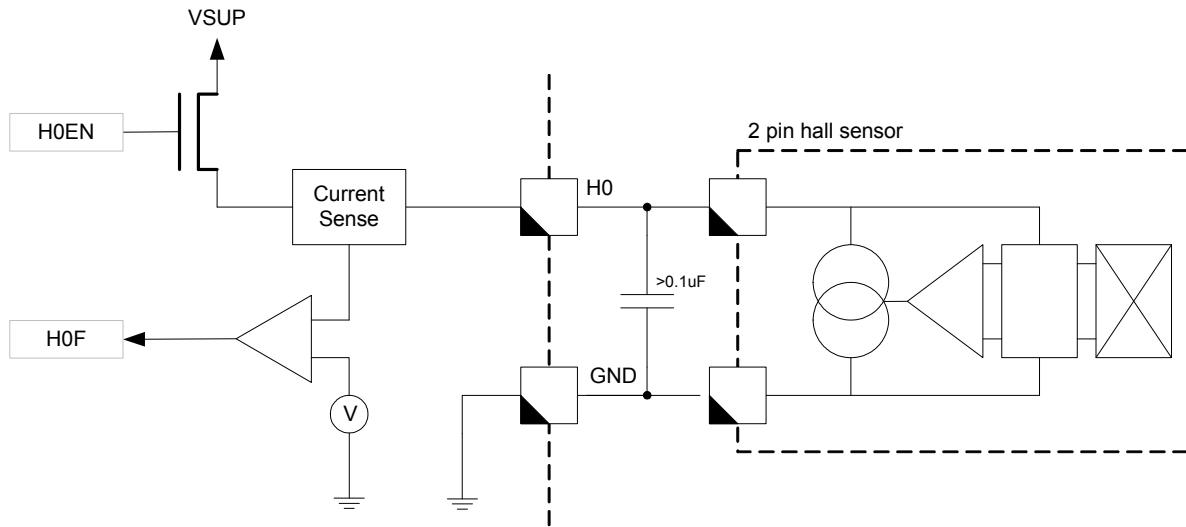 VSUP
H0EN
2 pin hall sensor
H0
Current
Sense
>0.1uF
H0F
GND
V